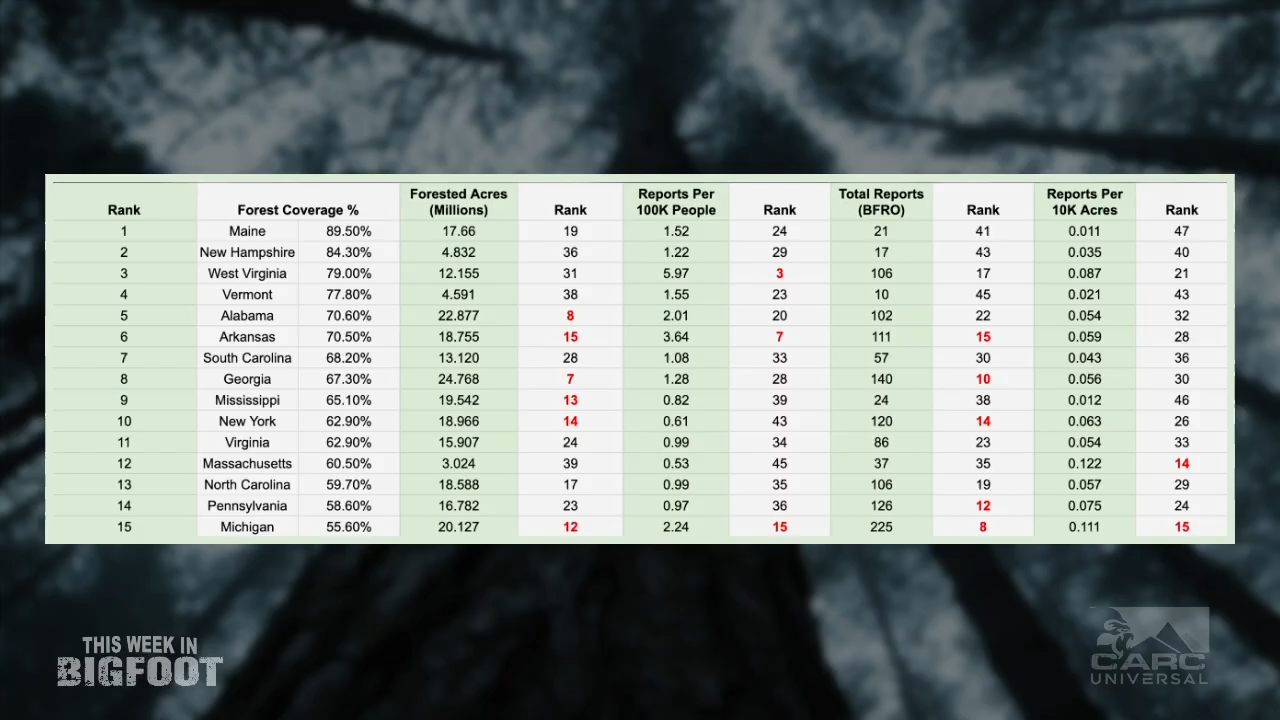 Rank Forest Coverage % Forested Acres (Millions) Rank Reports Per 100K People Rank Total Reports (BFRO) Rank Reports Per 10K Acres Rank
1 Maine 89.50% 17.66 19 1.52 24 21 41 0.011 47
2 New Hampshire 84.30% 4.832 36 1.22 29 17 43 0.035 40
3 West Virginia 79.00% 12.155 31 5.97 3 106 17 0.087 21
4 Vermont 77.80% 4.591 38 1.55 23 10 45 0.021 43
5 Alabama 70.60% 22.877 8 2.01 20 102 22 0.054 32
6 Arkansas 70.50% 18.755 15 3.64 7 111 15 0.059 28
7 South Carolina 68.20% 13.120 28 1.08 33 57 30 0.043 36
8 Georgia 67.30% 24.768 7 1.28 28 140 10 0.056 30
9 Mississippi 65.10% 19.542 13 0.82 39 24 38 0.012 46
10 New York 62.90% 18.966 14 0.61 43 120 14 0.063 26
11 Virginia 62.90% 15.907 24 0.99 34 86 23 0.054 33
12 Massachusetts 60.50% 3.024 39 0.53 45 37 35 0.122 14
13 North Carolina 59.70% 18.588 17 0.99 35 106 19 0.057 29
14 Pennsylvania 58.60% 16.782 23 0.97 36 126 12 0.075 24
15 Michigan 55.60% 20.127 12 2.24 15 225 8 0.111 15
THIS WEEK IN
BIGFOOT
CARC
UNIVERSAL